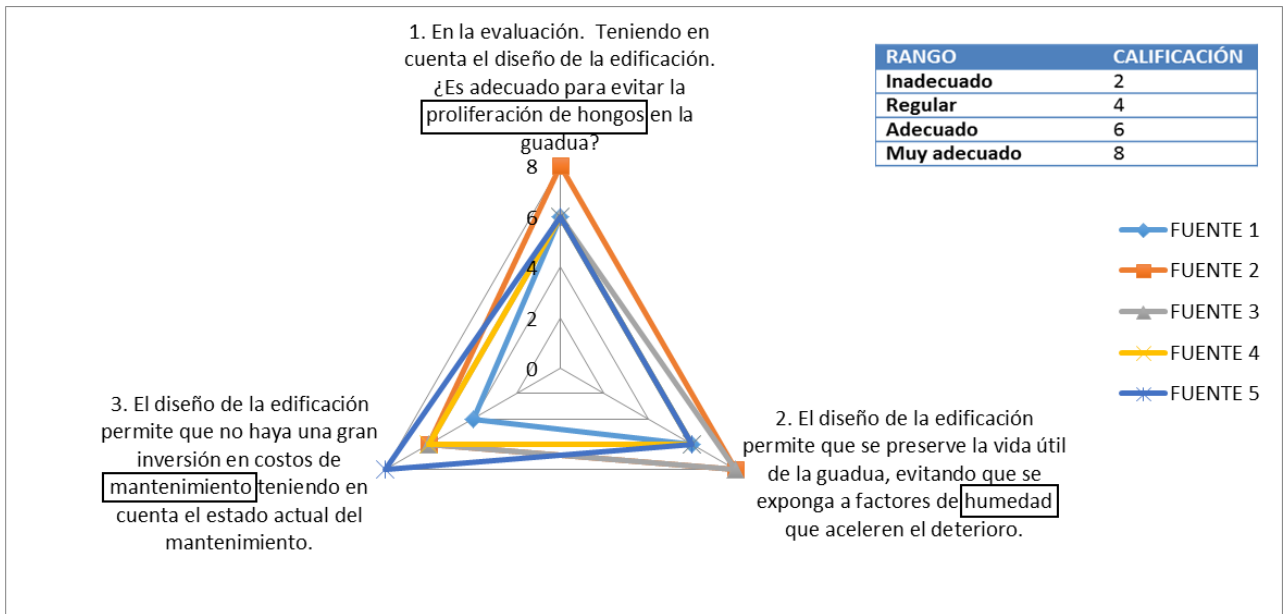 1. En la evaluación.  Teniendo en
cuenta el diseño de la edificación.
¿Es adecuado para evitar la
proliferación de hongos en la
guadua?
RANGO CALIFICACIÓN
Inadecuado 2
Regular 4
Adecuado 6
Muy adecuado 8
8
6
4
2
0
FUENTE 1
FUENTE 2
FUENTE 3
FUENTE 4
FUENTE 5
3. El diseño de la edificación
permite que no haya una gran
inversión en costos de
mantenimiento teniendo en
cuenta el estado actual del
mantenimiento.
2. El diseño de la edificación
permite que se preserve la vida útil
de la guadua, evitando que se
exponga a factores de humedad
que aceleren el deterioro.